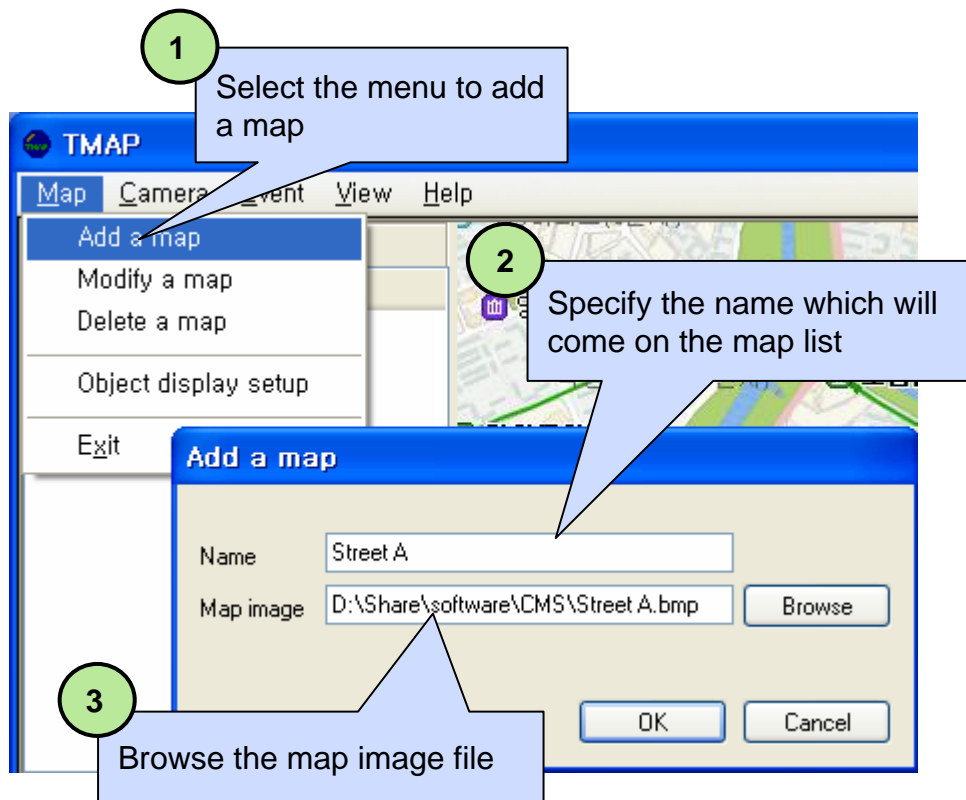 1
Select the menu to add
a map
TMAP
Map Camera Event View Help
Add a map
Modify a map
Delete a map
Object display setup
Exit
2
Specify the name which will
come on the map list
Add a map
Name Street A
Map image D:\Share\software\CMS\Street A.bmp Browse
OK Cancel
3
Browse the map image file